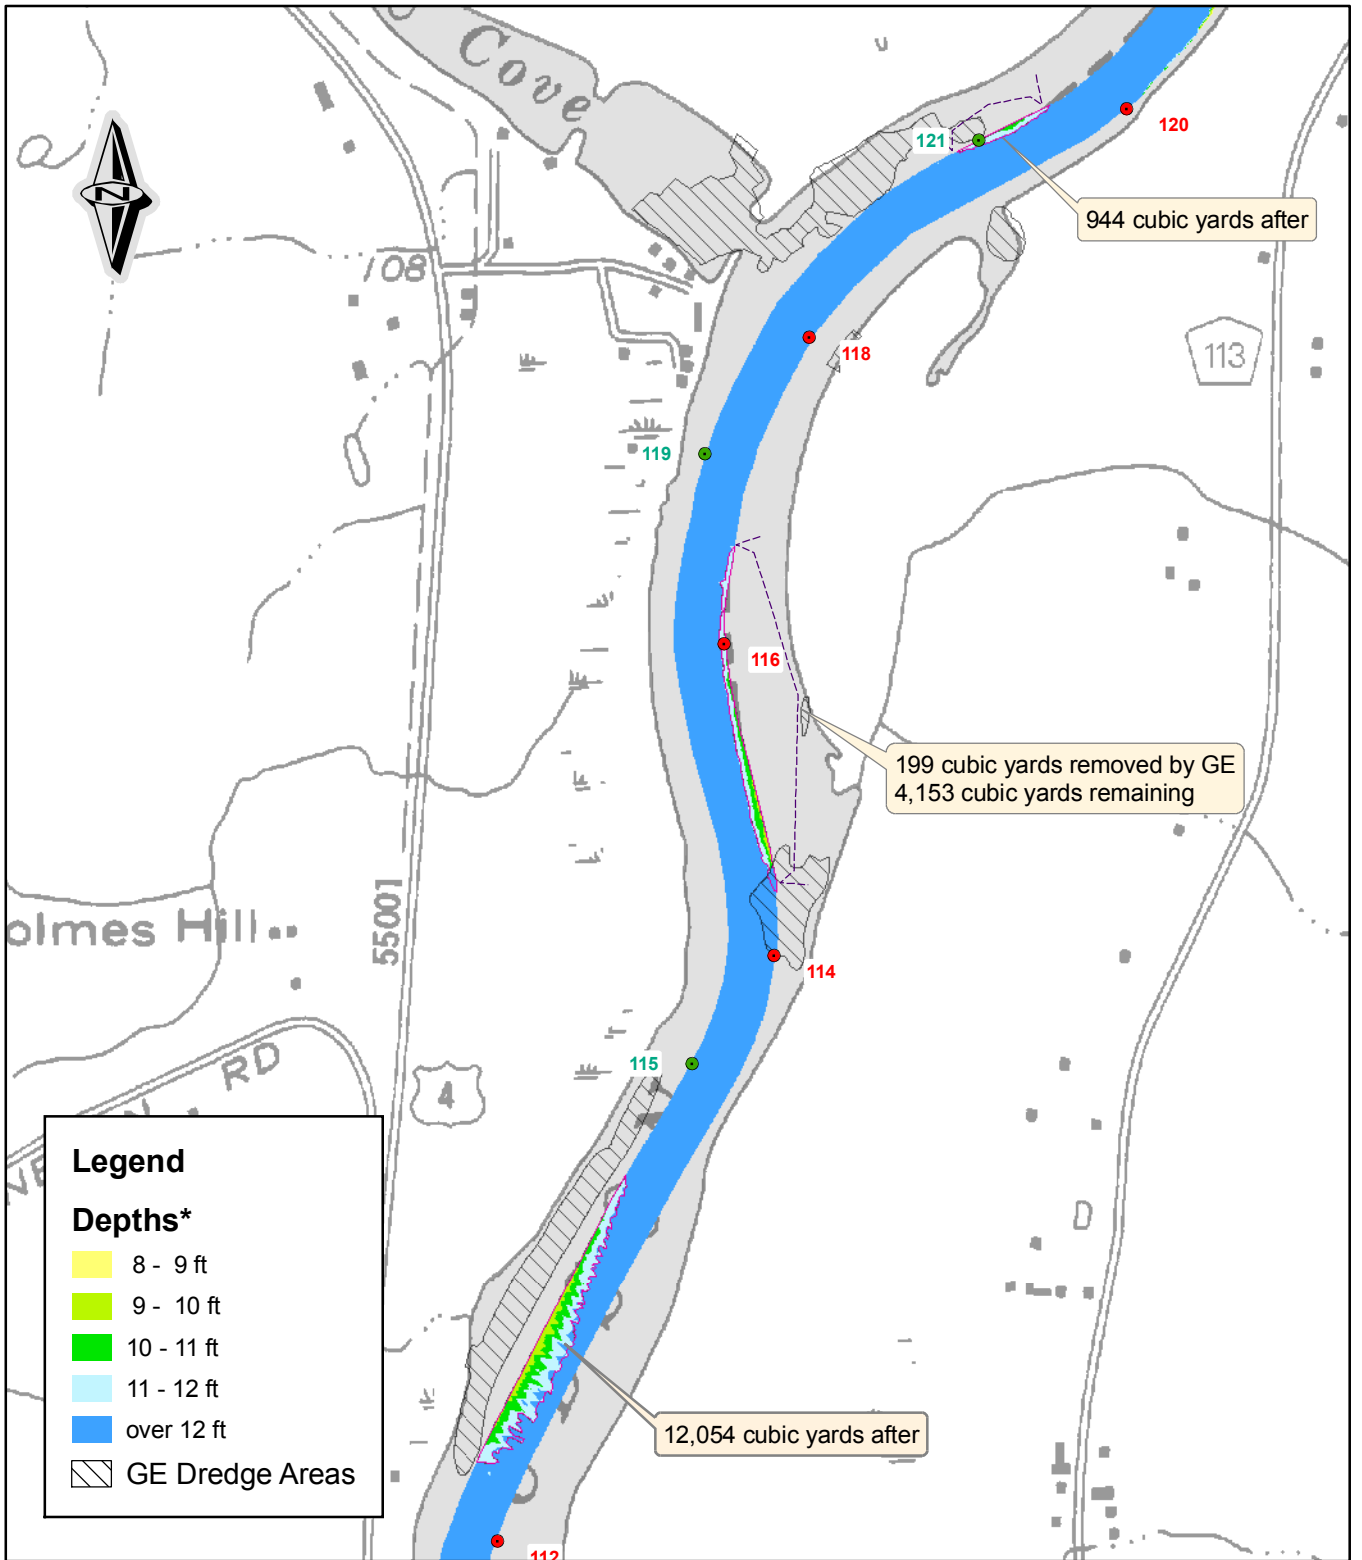 Cove
120
121
944 cubic yards after
N
108
118
113
119
116
199 cubic yards removed by GE
4,153 cubic yards remaining
olmes Hill
55001
114
115
RD
4
NE
N
Legend
Depths*
8 - 9 ft
9 - 10 ft
10 - 11 ft
11 - 12 ft
over 12 ft
GE Dredge Areas
D
12,054 cubic yards after
112